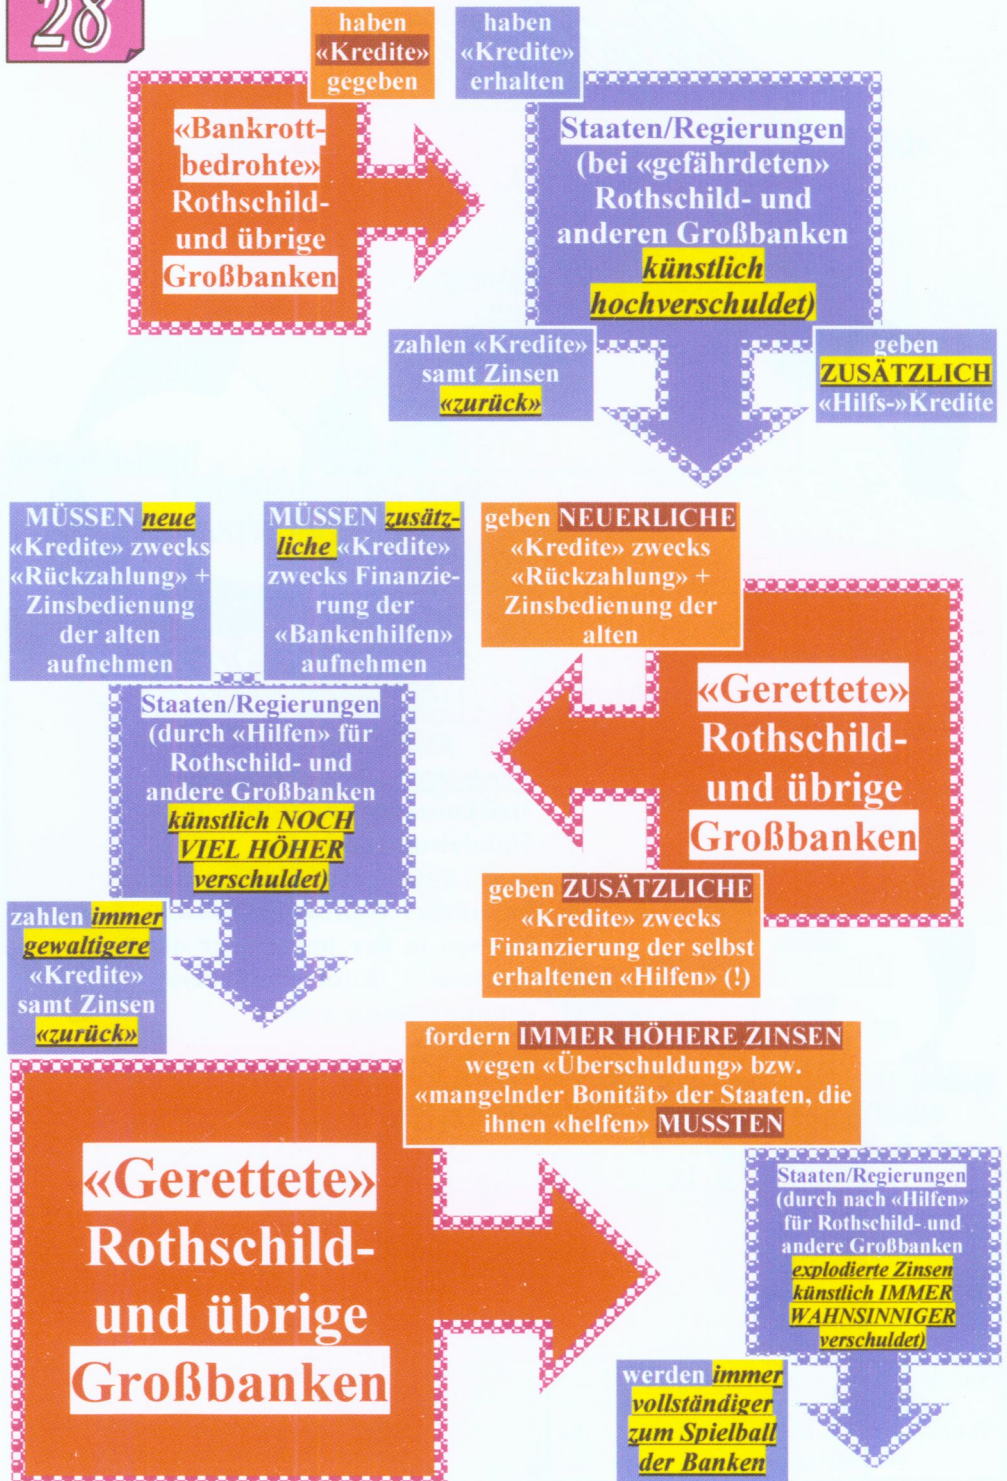 28
haben
«Kredite»
gegeben
haben
«Kredite»
erhalten
«Bankrott-
bedrohte»
Rothschild-
und übrige
Großbanken
Staaten/Regierungen
(bei «gefährdeten»
Rothschild- und
anderen Großbanken
künstlich
hochverschuldet)
zahlen «Kredite»
samt Zinsen
«zurück»
geben
ZUSÄTZLICH
«Hilfs-»Kredite
MÜSSEN neue
«Kredite» zwecks
«Rückzahlung» +
Zinsbedienung
der alten
aufnehmen
MÜSSEN zusätz-
liche «Kredite»
zwecks Finanzie-
rung der
«Bankenhilfen»
aufnehmen
geben NEUERLICHE
«Kredite» zwecks
«Rückzahlung» +
Zinsbedienung der
alten
«Gerettete»
Rothschild-
und übrige
Großbanken
Staaten/Regierungen
(durch «Hilfen» für
Rothschild- und
andere Großbanken
künstlich NOCH
VIEL HÖHER
verschuldet)
geben ZUSÄTZLICHE
«Kredite» zwecks
Finanzierung der selbst
erhaltenen «Hilfen» (!)
zahlen immer
gewaltigere
«Kredite»
samt Zinsen
«zurück»
fordern IMMER HÖHERE ZINSEN
wegen «Überschuldung» bzw.
«mangelnder Bonität» der Staaten, die
ihnen «helfen» MUSSTEN
«Gerettete»
Rothschild-
und übrige
Großbanken
Staaten/Regierungen
(durch nach «Hilfen»
für Rothschild- und
andere Großbanken
explodierte Zinsen
künstlich IMMER
WAHNSINNIGER
verschuldet)
werden immer
vollständiger
zum Spielball
der Banken